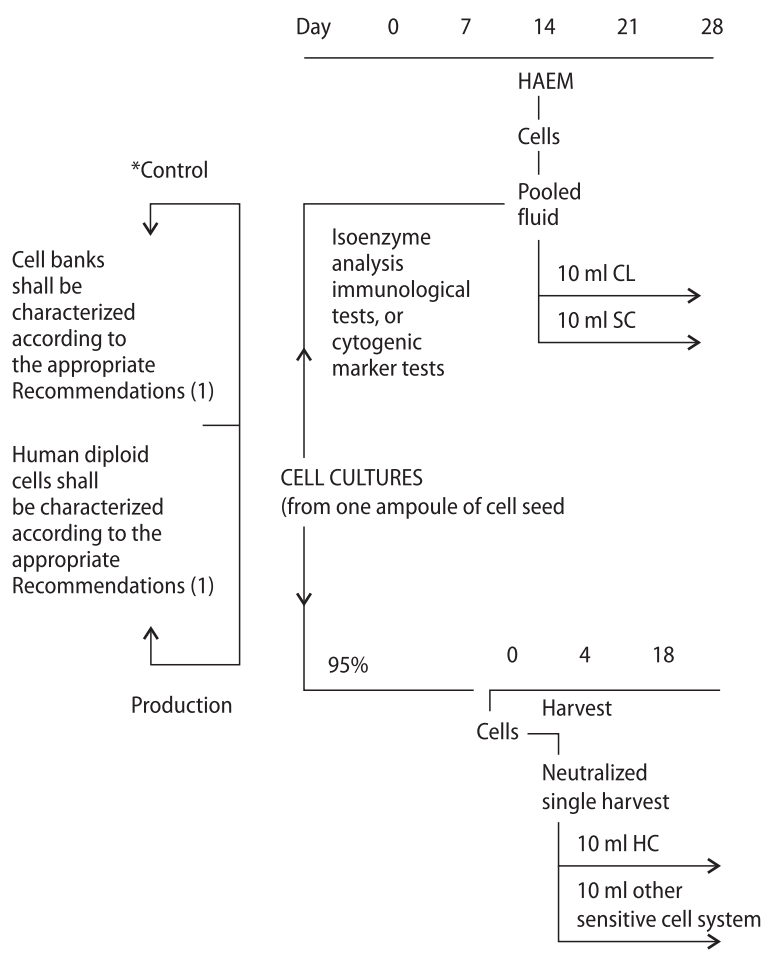 Day 0 7 14 21 28
HAEM
Cells
Pooled
fluid
*Control
Isoenzyme
analysis
immunological
tests, or
cytogenic
marker tests
10 ml CL
10 ml SC
Cell banks
shall be
characterized
according to
the appropriate
Recommendations (1)
Human diploid
cells shall
be characterized
according to the
appropriate
Recommendations (1)
CELL CULTURES
(from one ampoule of cell seed
95%
0 4 18
Production
Harvest
Cells
Neutralized
single harvest
10 ml HC
10 ml other
sensitive cell system